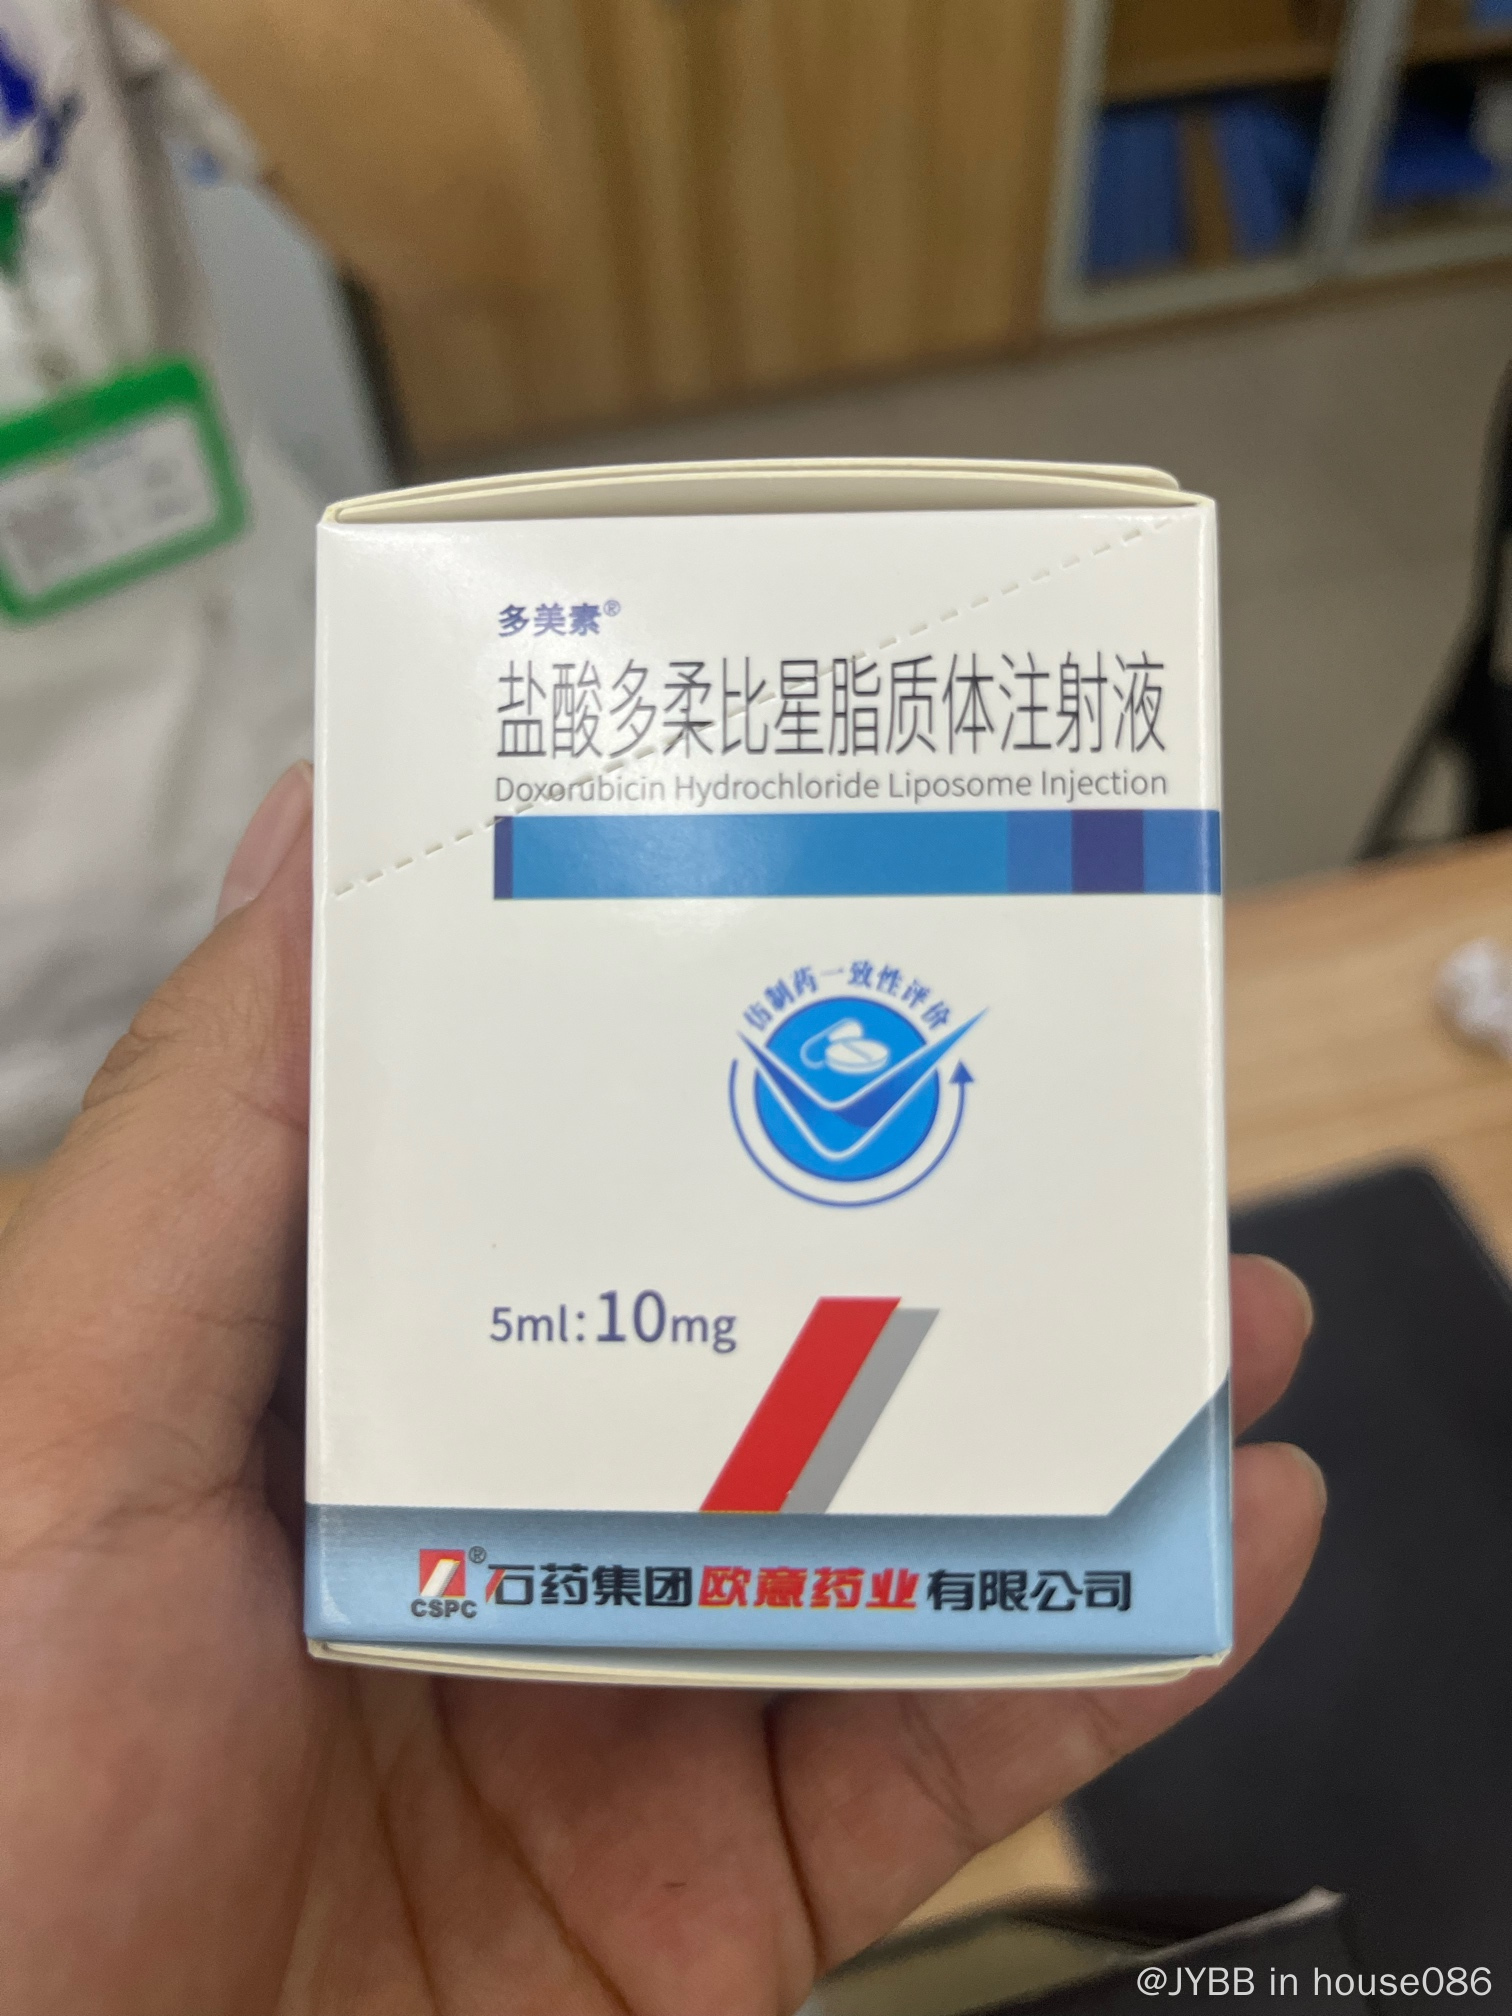 多美素®
盐酸多柔比星脂质体注射液
Doxorubicin Hydrochloride Liposome Injection
仿制药一致性评价
5ml:10mg
CSPC® 石药集团欧意药业有限公司
@JYBB in house086